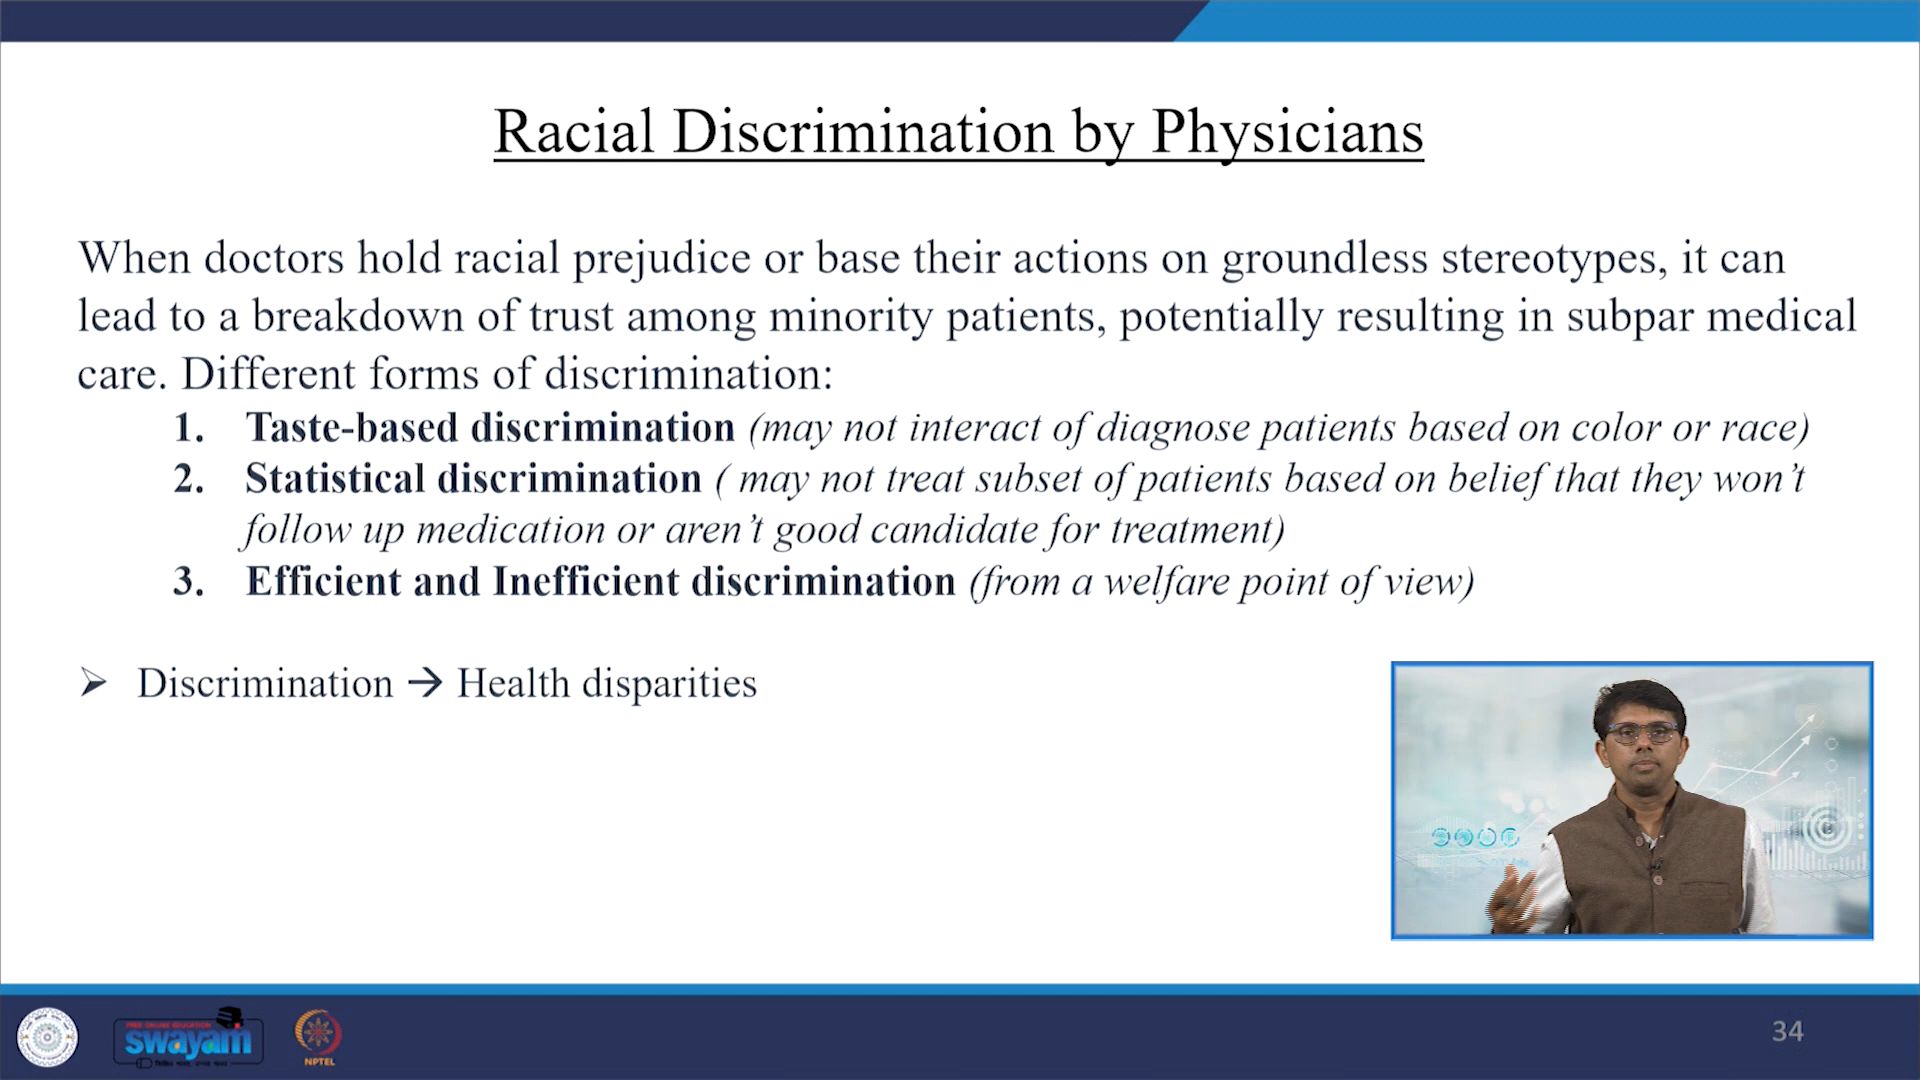 Racial Discrimination by Physicians
When doctors hold racial prejudice or base their actions on groundless stereotypes, it can
lead to a breakdown of trust among minority patients, potentially resulting in subpar medical
care. Different forms of discrimination:
1. Taste-based discrimination (may not interact of diagnose patients based on color or race)
2. Statistical discrimination ( may not treat subset of patients based on belief that they won't
follow up medication or aren't good candidate for treatment)
3. Efficient and Inefficient discrimination (from a welfare point of view)
➢ Discrimination → Health disparities
FREE ONLINE EDUCATION
swayam
NPTEL
34